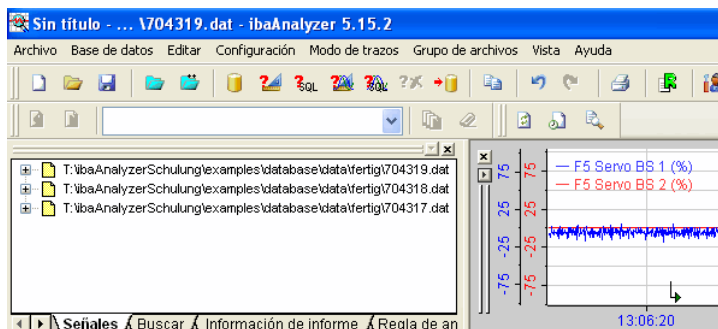 Sin título - ... \704319.dat - ibaAnalyzer 5.15.2
Archivo Base de datos Editar Configuración Modo de trazos Grupo de archivos Vista Ayuda
SQL
T:\ibaAnalyzerSchulung\examples\database\data\fertig\704319.dat
T:\ibaAnalyzerSchulung\examples\database\data\fertig\704318.dat
T:\ibaAnalyzerSchulung\examples\database\data\fertig\704317.dat
Señales Buscar Información de informe Regla de an
75 75
25 25
-25 -25
-75 -75
F5 Servo BS 1 (%)
F5 Servo BS 2 (%)
13:06:20